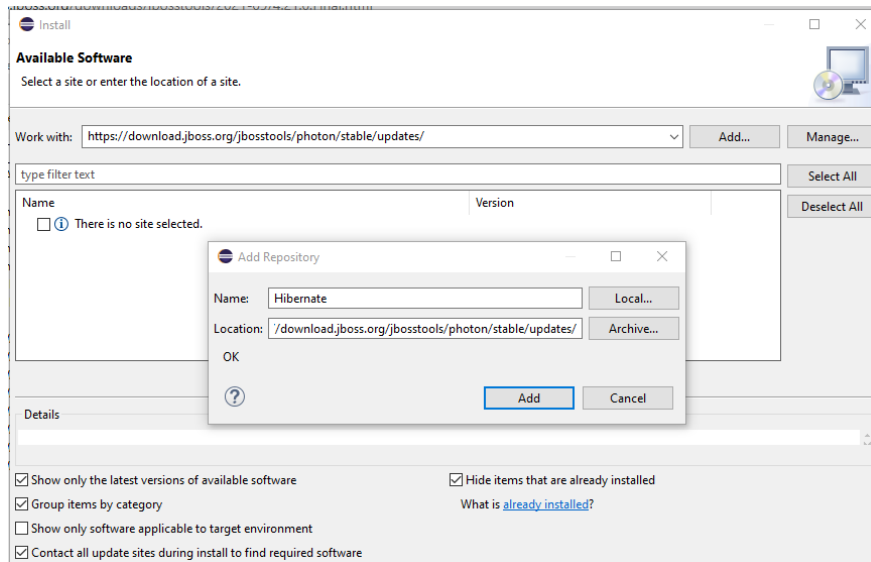 Install
Available Software
Select a site or enter the location of a site.
Work with: https://download.jboss.org/jbosstools/photon/stable/updates/ Add... Manage...
type filter text Select All
Name Version Deselect All
There is no site selected.
Add Repository
Name: Hibernate Local...
Location: /download.jboss.org/jbosstools/photon/stable/updates/ Archive...
OK
? Add Cancel
Details
Show only the latest versions of available software Hide items that are already installed
Group items by category What is already installed?
Show only software applicable to target environment
Contact all update sites during install to find required software